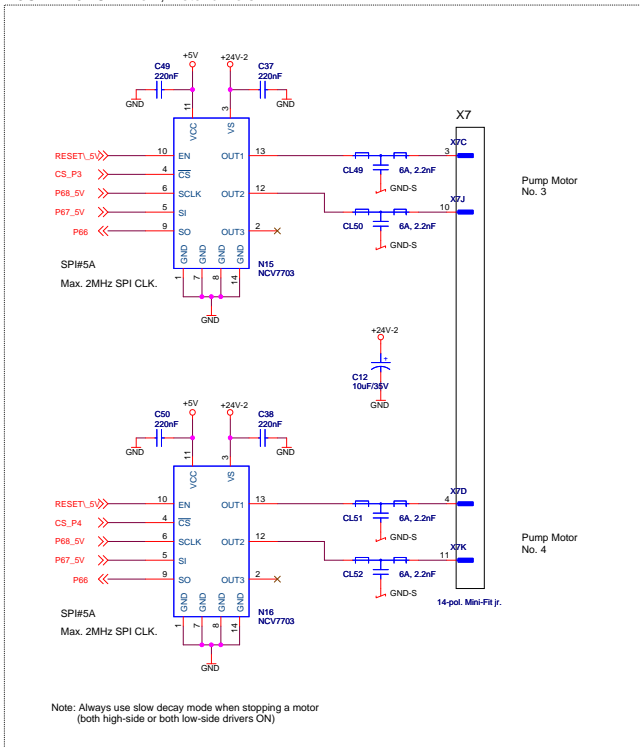 +5V
+24V-2
C49
220nF
C37
220nF
GND
GND
11
3
VCC
VS
X7
RESET\_5V
10
EN
OUT1
13
CL49
6A, 2.2nF
GND-S
3
X7C
CS_P3
4
CS
P68_5V
6
SCLK
OUT2
12
CL50
6A, 2.2nF
GND-S
10
X7J
Pump Motor
No. 3
P67_5V
5
SI
P66
9
SO
OUT3
2
GND
GND
GND
GND
1
7
8
14
GND
N15
NCV7703
SPI#5A
Max. 2MHz SPI CLK.
+24V-2
+
C12
10uF/35V
GND
+5V
+24V-2
C50
220nF
C38
220nF
GND
GND
11
3
VCC
VS
RESET\_5V
10
EN
OUT1
13
CL51
6A, 2.2nF
GND-S
4
X7D
CS_P4
4
CS
P68_5V
6
SCLK
OUT2
12
CL52
6A, 2.2nF
GND-S
11
X7K
Pump Motor
No. 4
P67_5V
5
SI
P66
9
SO
OUT3
2
GND
GND
GND
GND
1
7
8
14
GND
N16
NCV7703
14-pol. Mini-Fit jr.
SPI#5A
Max. 2MHz SPI CLK.
Note: Always use slow decay mode when stopping a motor
(both high-side or both low-side drivers ON)